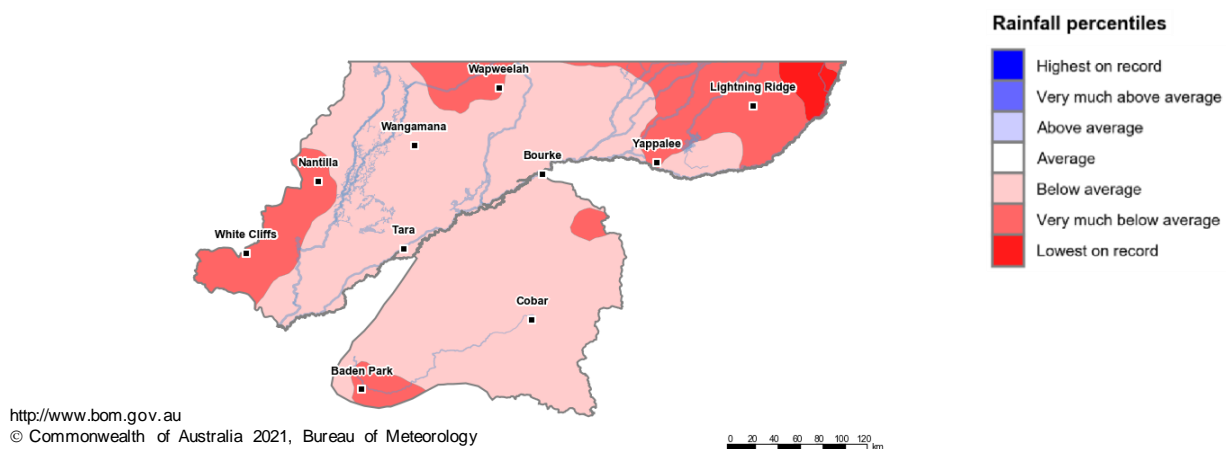 Rainfall percentiles
Highest on record
Very much above average
Above average
Average
Below average
Very much below average
Lowest on record
Wapweelah
Lightning Ridge
Wangamana
Yappalee
Bourke
Nantilla
Tara
White Cliffs
Cobar
Baden Park
http://www.bom.gov.au
© Commonwealth of Australia 2021, Bureau of Meteorology
0 20 40 60 80 100 120
km